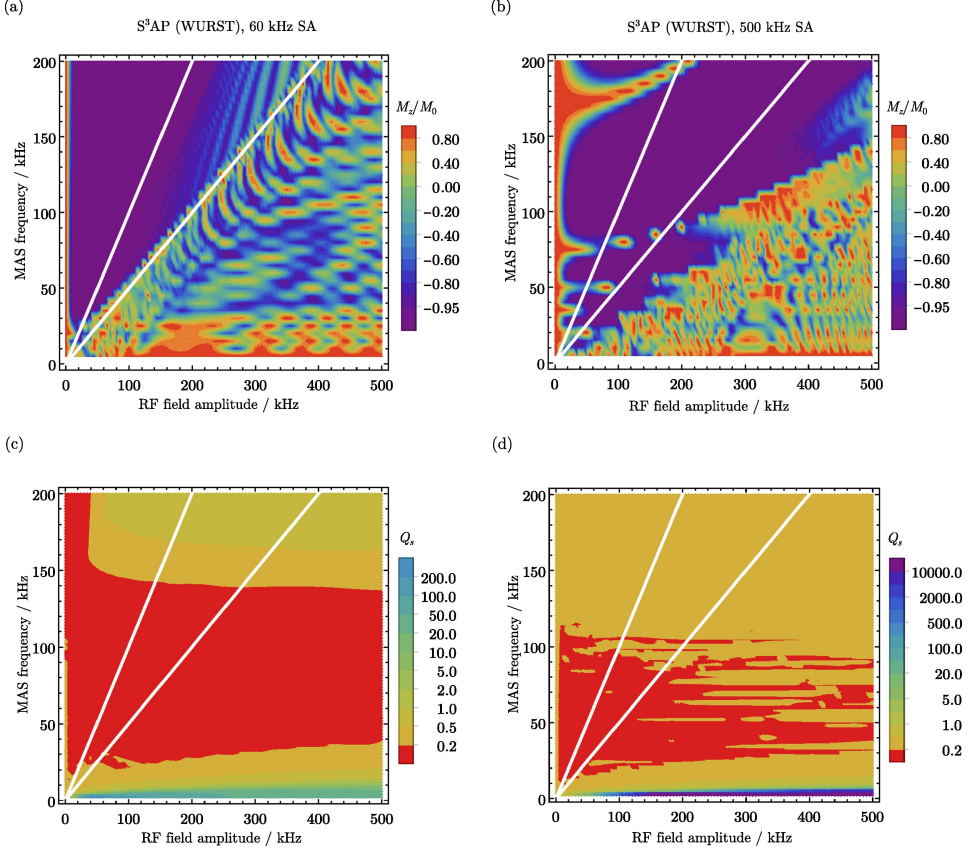 (a)
S³AP (WURST), 60 kHz SA
200
150
100
50
0
MAS frequency / kHz
0 100 200 300 400 500
RF field amplitude / kHz
M_z/M_0
0.80
0.40
0.00
−0.20
−0.40
−0.80
−0.95
(b)
S³AP (WURST), 500 kHz SA
200
150
100
50
0
MAS frequency / kHz
0 100 200 300 400 500
RF field amplitude / kHz
M_z/M_0
0.80
0.40
0.00
−0.20
−0.40
−0.80
−0.95
(c)
200
150
100
50
0
MAS frequency / kHz
0 100 200 300 400 500
RF field amplitude / kHz
Q_s
200.0
100.0
50.0
20.0
10.0
5.0
2.0
1.0
0.5
0.2
(d)
200
150
100
50
0
MAS frequency / kHz
0 100 200 300 400 500
RF field amplitude / kHz
Q_s
10000.0
2000.0
500.0
100.0
20.0
5.0
1.0
0.2